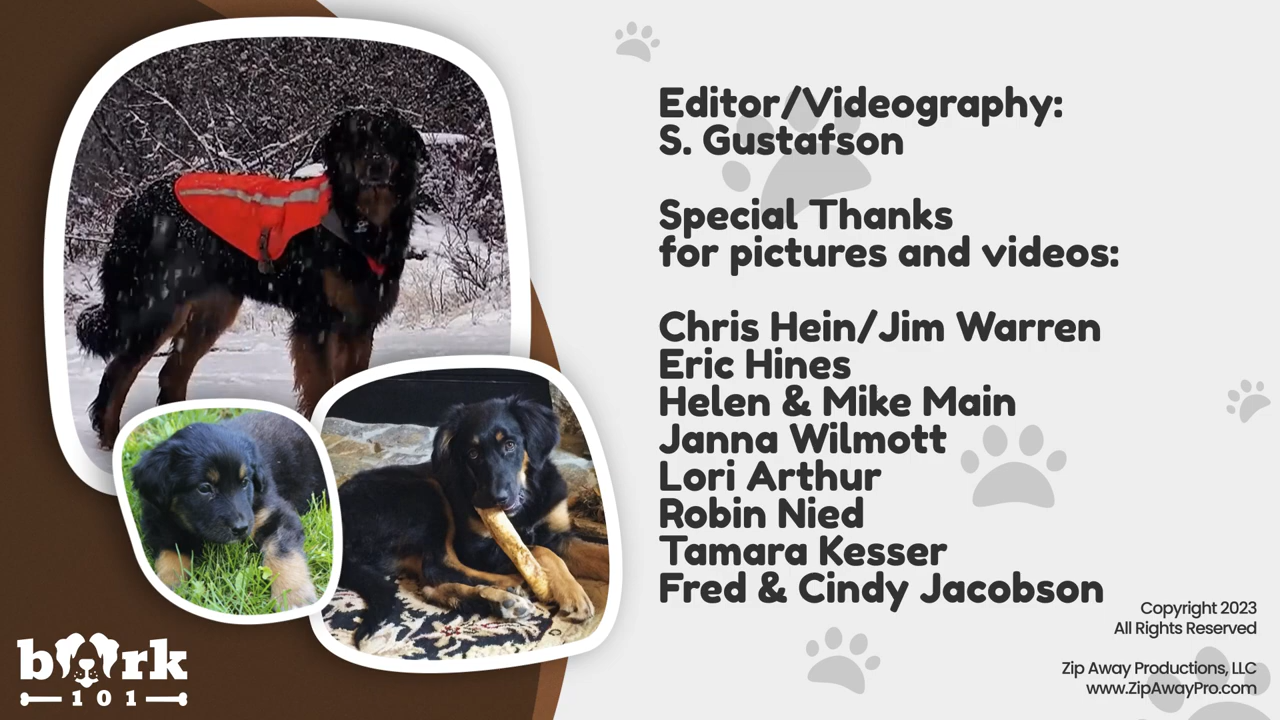 Editor/Videography:
S. Gustafson
Special Thanks
for pictures and videos:
Chris Hein/Jim Warren
Eric Hines
Helen & Mike Main
Janna Wilmott
Lori Arthur
Robin Nied
Tamara Kesser
Fred & Cindy Jacobson
Copyright 2023
All Rights Reserved
Zip Away Productions, LLC
www.ZipAwayPro.com
bark
101